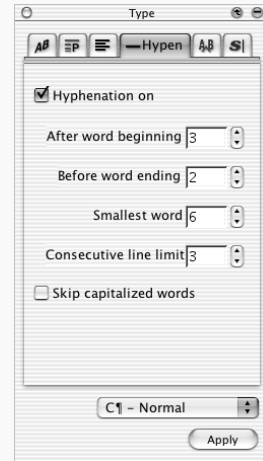 Type
AB P Hypen A,B S
Hyphenation on
After word beginning 3
Before word ending 2
Smallest word 6
Consecutive line limit 3
Skip capitalized words
C¶ – Normal
Apply